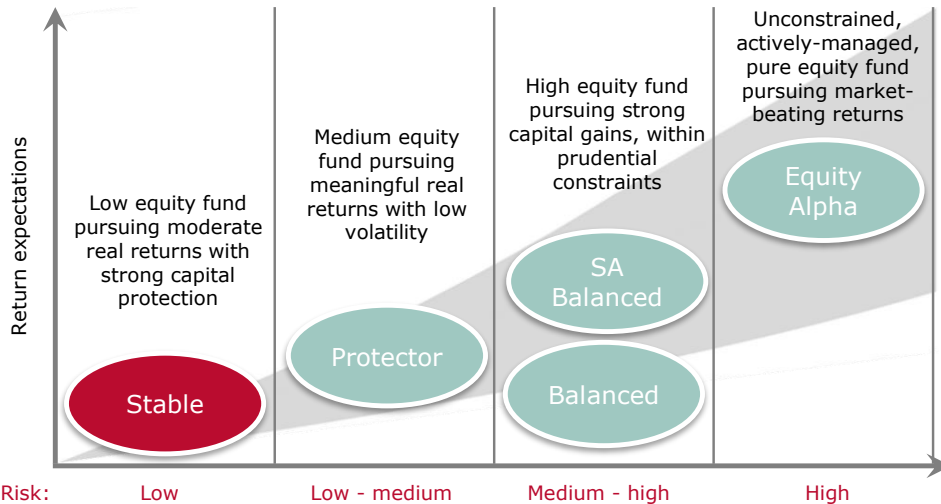 Return expectations
Low equity fund
pursuing moderate
real returns with
strong capital
protection
Stable
Medium equity
fund pursuing
meaningful real
returns with low
volatility
Protector
High equity fund
pursuing strong
capital gains, within
prudential
constraints
SA
Balanced
Balanced
Unconstrained,
actively-managed,
pure equity fund
pursuing market-
beating returns
Equity
Alpha
Risk: Low Low - medium Medium - high High